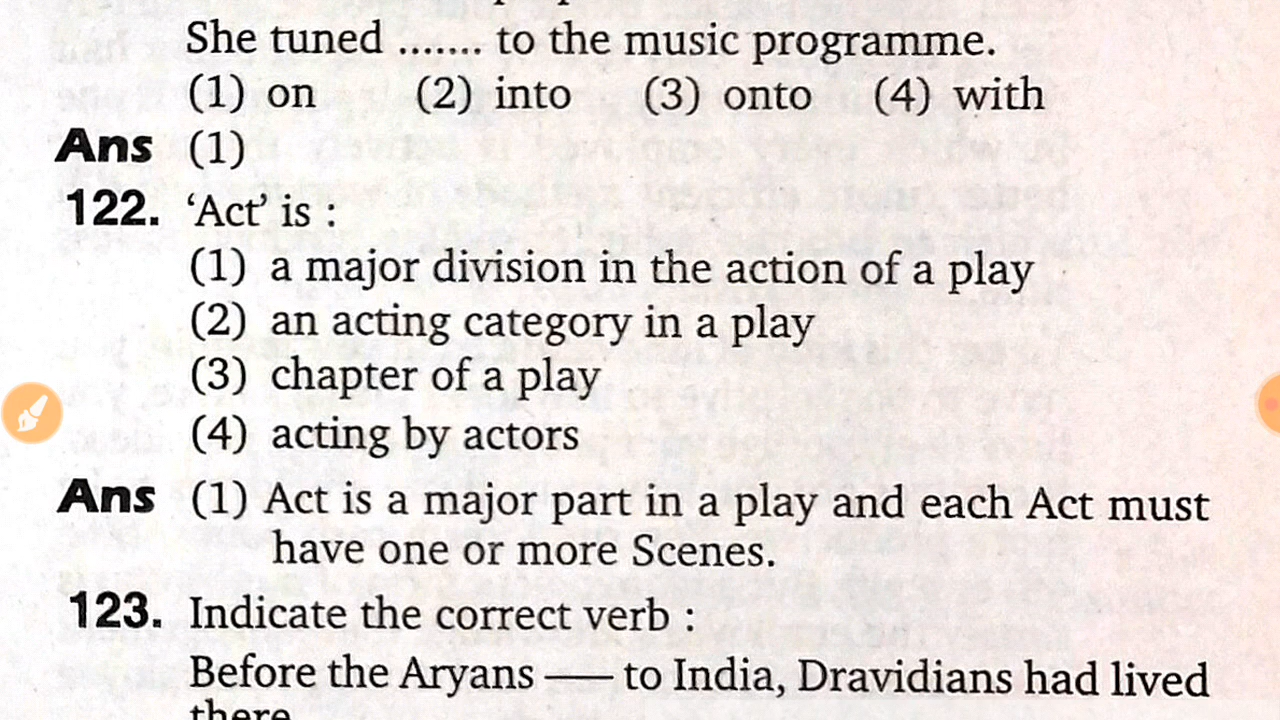 She tuned ....... to the music programme.
(1) on (2) into (3) onto (4) with
Ans (1)
122. ‘Act’ is :
(1) a major division in the action of a play
(2) an acting category in a play
(3) chapter of a play
(4) acting by actors
Ans (1) Act is a major part in a play and each Act must
have one or more Scenes.
123. Indicate the correct verb :
Before the Aryans — to India, Dravidians had lived
there